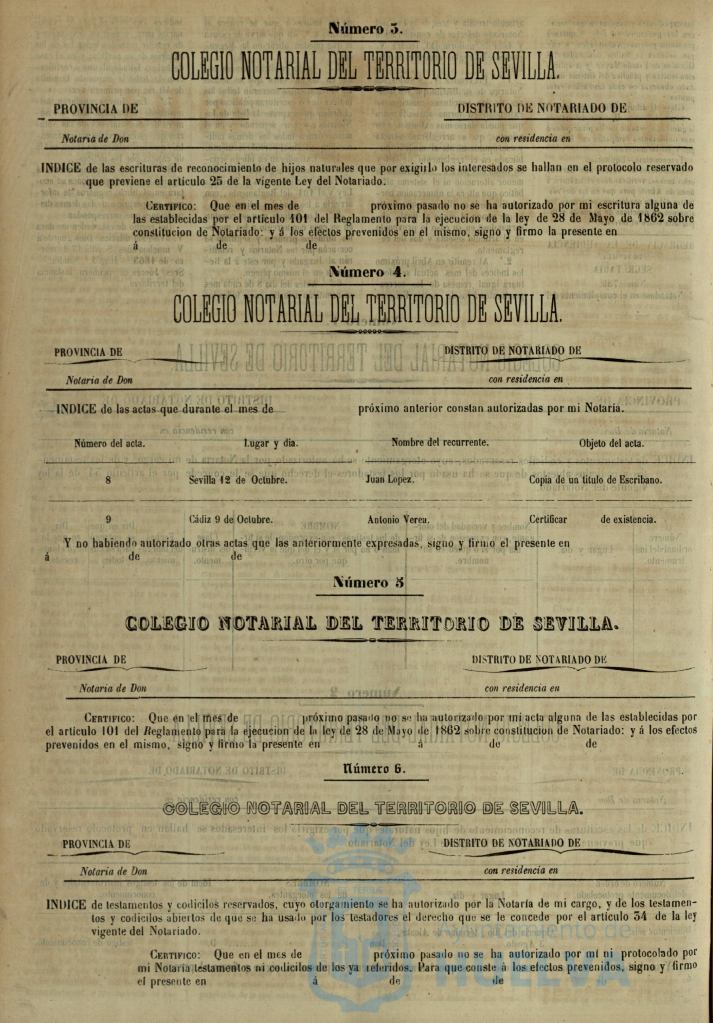 Número 3.
COLEGIO NOTARIAL DEL TERRITORIO DE SEVILLA.
PROVINCIA DE DISTRITO DE NOTARIADO DE
Notaria de Don con residencia en
INDICE de las escrituras de reconocimiento de hijos naturales que por exigirlo los interesados se hallan en el protocolo reservado
que previene el artículo 25 de la vigente Ley del Notariado.
CERTIFICO: Que en el mes de próximo pasado no se ha autorizado por mi escritura alguna de
las establecidas por el artículo 101 del Reglamento para la ejecucion de la ley de 28 de Mayo de 1862 sobre
constitucion de Notariado: y á los efectos prevenidos en el mismo, signo y firmo la presente en
á de de
Número 4.
COLEGIO NOTARIAL DEL TERRITORIO DE SEVILLA.
PROVINCIA DE DISTRITO DE NOTARIADO DE
Notaria de Don con residencia en
INDICE de las actas que durante el mes de próximo anterior constan autorizadas por mi Notaría.
Número del acta. Lugar y dia. Nombre del recurrente. Objeto del acta.
8 Sevilla 12 de Octubre. Juan Lopez. Copia de un titulo de Escribano.
9 Cádiz 9 de Octubre. Antonio Verea. Certificar de existencia.
Y no habiendo autorizado otras actas que las anteriormente expresadas, signo y firmo el presente en
á de de
Número 5
COLEGIO NOTARIAL DEL TERRITORIO DE SEVILLA.
PROVINCIA DE DISTRITO DE NOTARIADO DE
Notaria de Don con residencia en
CERTIFICO: Que en el mes de próximo pasado no se ha autorizado por mi acta alguna de las establecidas por
el articulo 101 del Reglamento para la ejecucion de la ley de 28 de Mayo de 1862 sobre constitucion de Notariado: y á los efectos
prevenidos en el mismo, signo y firmo la presente en á de de
Número 6.
COLEGIO NOTARIAL DEL TERRITORIO DE SEVILLA.
PROVINCIA DE DISTRITO DE NOTARIADO DE
Notaria de Don con residencia en
INDICE de testamentos y codicilos reservados, cuyo otorgamiento se ha autorizado por la Notaría de mi cargo, y de los testamen-
tos y codicilos abiertos de que se ha usado por los testadores el derecho que se le concede por el artículo 34 de la ley
vigente del Notariado.
Ayuntamiento de
HUELVA
CERTIFICO: Que en el mes de próximo pasado no se ha autorizado por mí ni protocolado por
mi Notaría testamentos ni codicilos de los ya referidos. Para que conste á los efectos prevenidos, signo y firmo
el presente en á de de